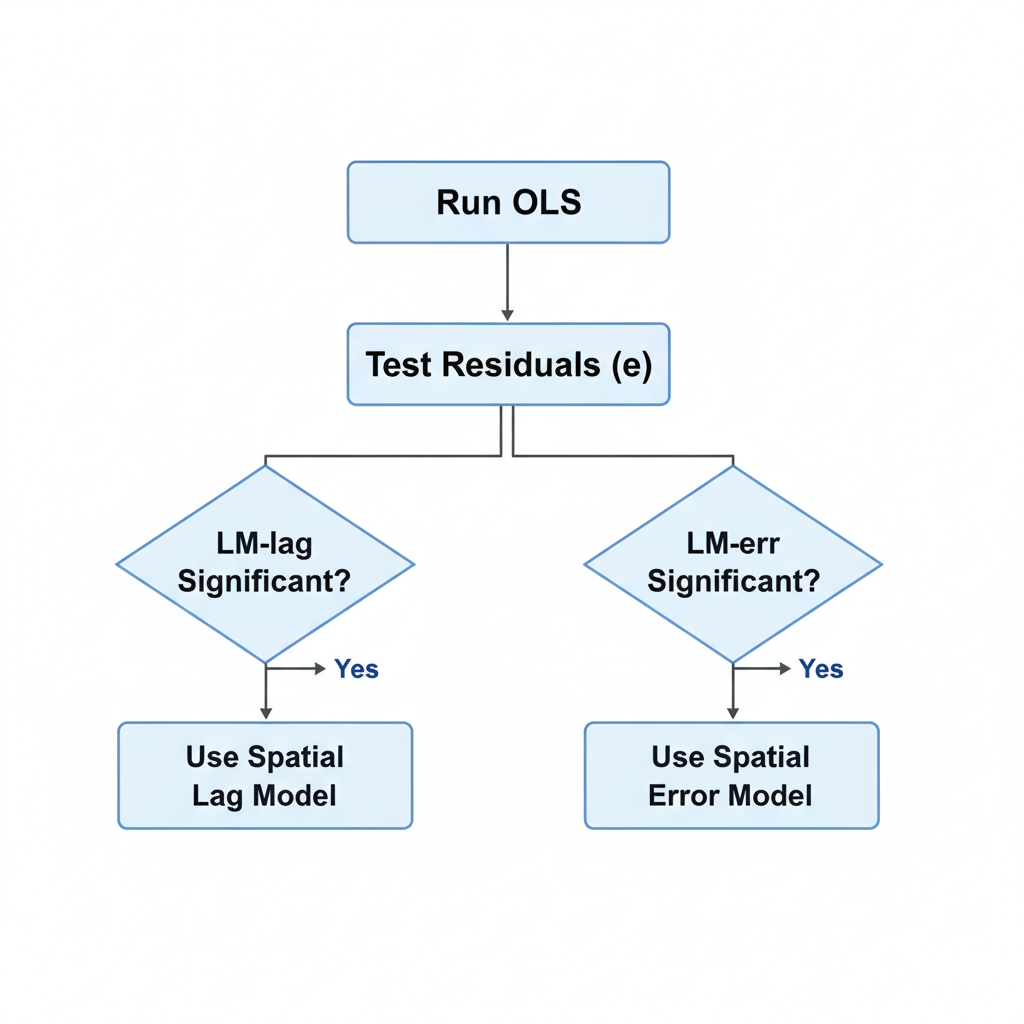 Run OLS
Test Residuals (e)
LM-lag
Significant?
LM-err
Significant?
Yes
Yes
Use Spatial
Lag Model
Use Spatial
Error Model